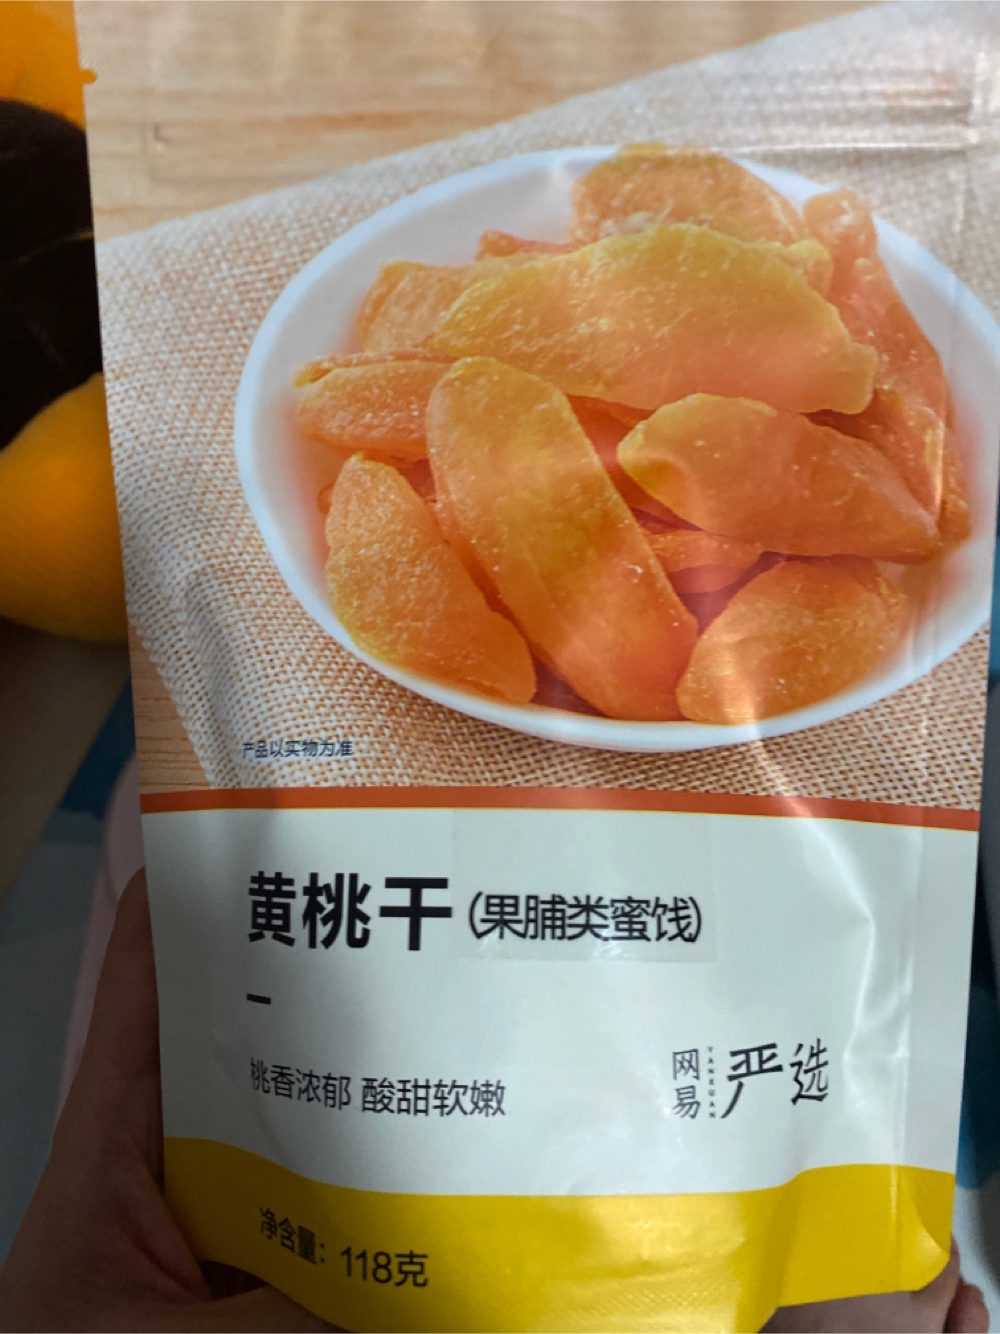 产品以实物为准
黄桃干(果脯类蜜饯)
桃香浓郁 酸甜软嫩
网易
YANXUAN
严选
净含量：118克